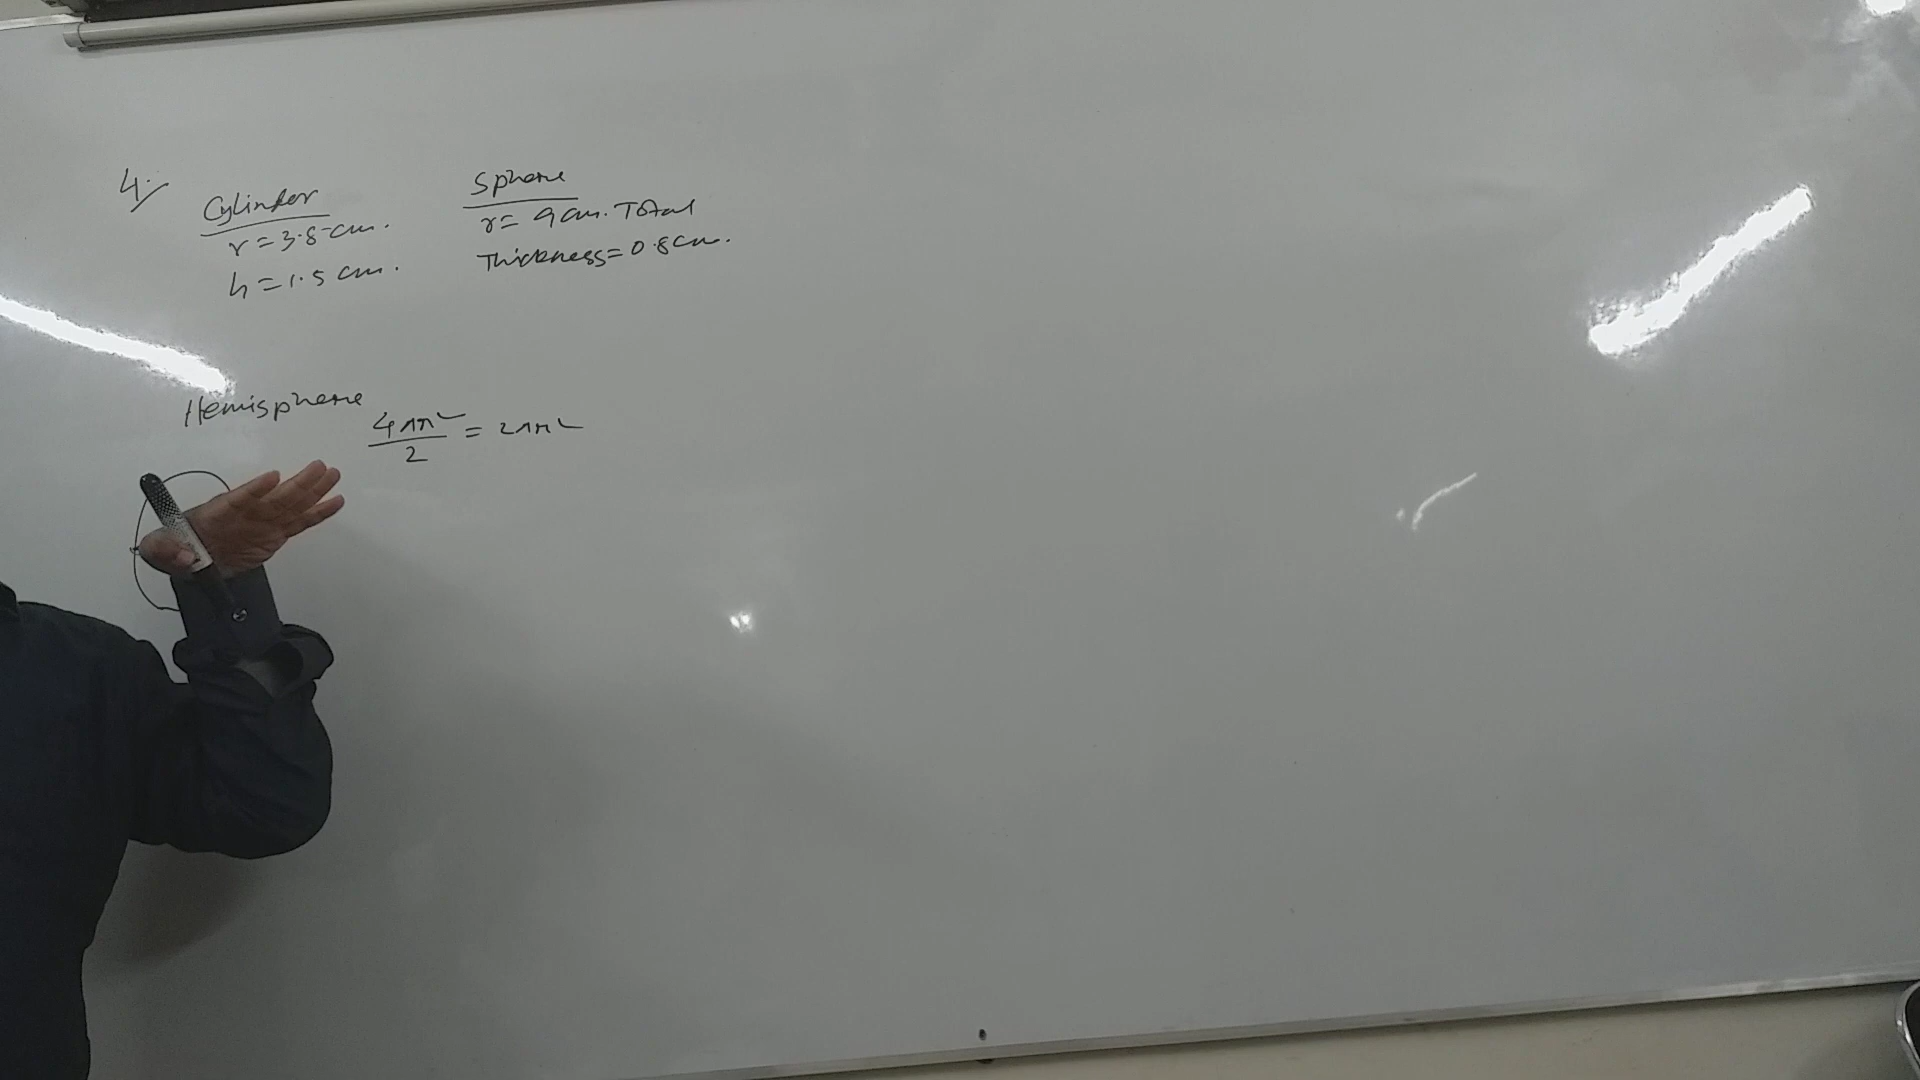 4.
Cylinder
r = 3.8 cm.
h = 1.5 cm.
Sphere
r = 9 cm. Total
Thickness = 0.8 cm.
Hemisphere
4πr²/2 = 2πr²